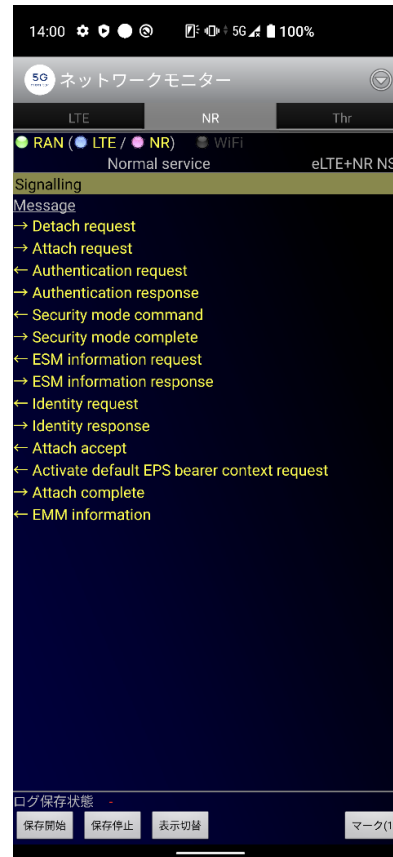 14:00 5G 100%
5G ネットワークモニター
LTE NR Thr
RAN (LTE / NR) WiFi
Normal service eLTE+NR NS
Signalling
Message
→ Detach request
→ Attach request
← Authentication request
→ Authentication response
← Security mode command
→ Security mode complete
← ESM information request
→ ESM information response
← Identity request
→ Identity response
← Attach accept
← Activate default EPS bearer context request
→ Attach complete
← EMM information
ログ保存状態 -
保存開始 保存停止 表示切替 マーク(1